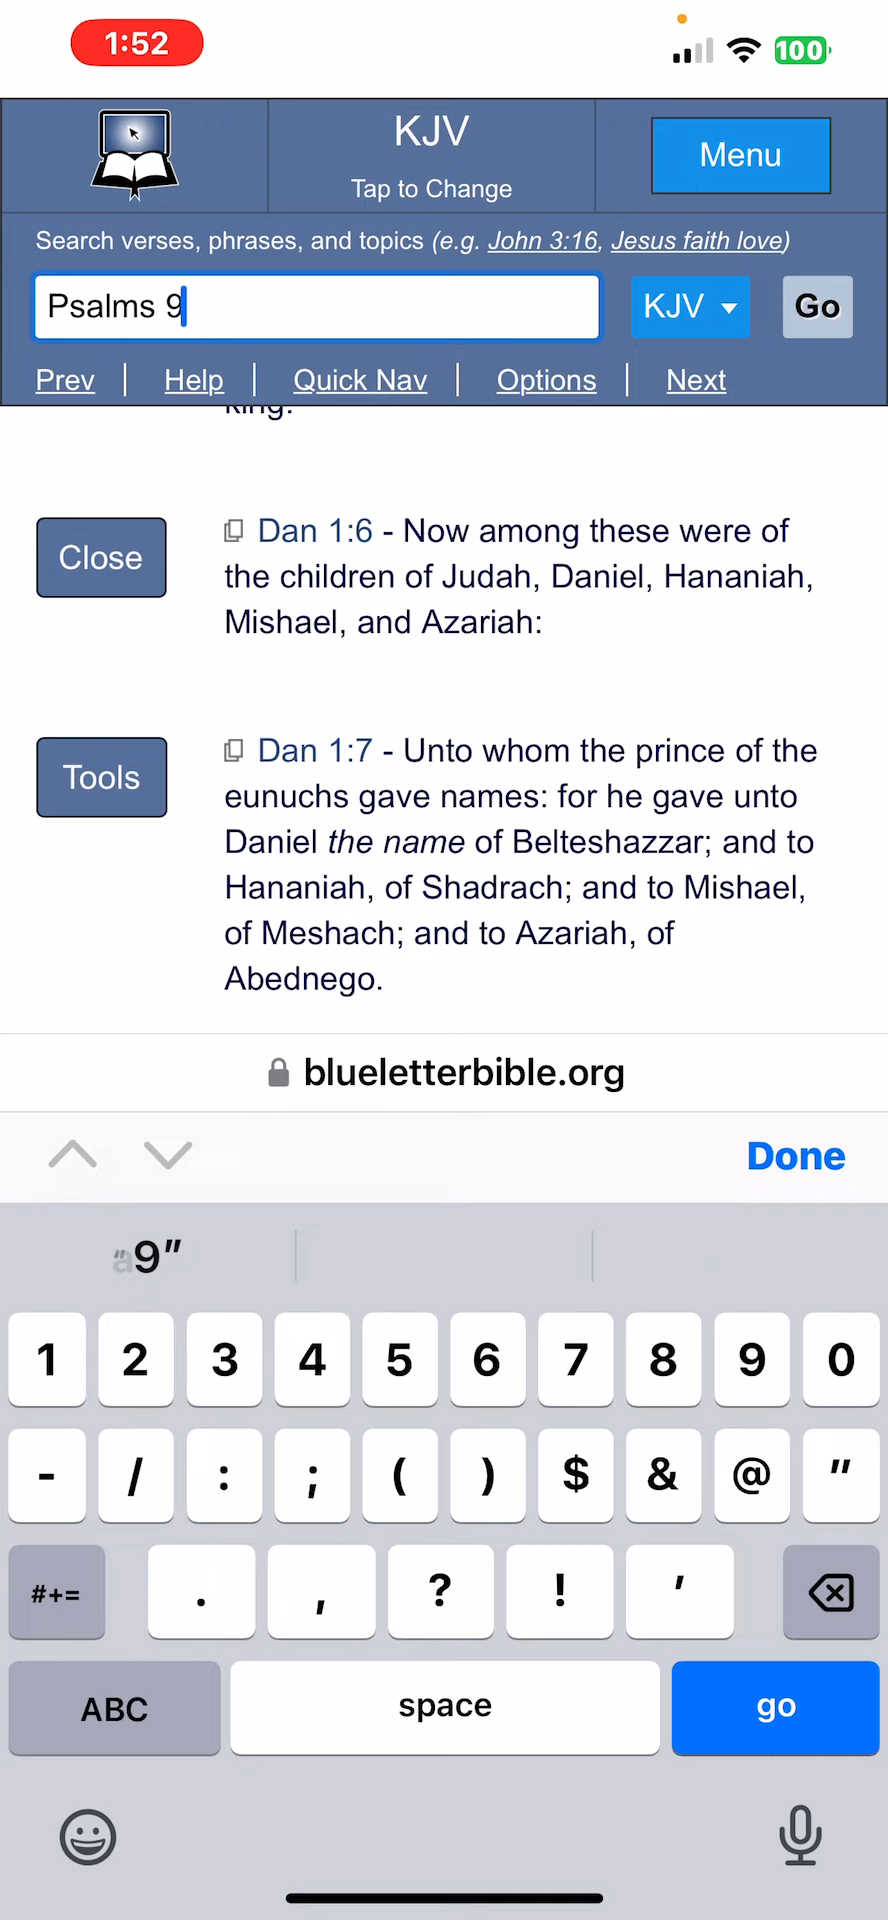 1:52
100
KJV
Tap to Change
Menu
Search verses, phrases, and topics (e.g. John 3:16, Jesus faith love)
Psalms 9
KJV
Go
Prev | Help | Quick Nav | Options | Next
king.
Close
Dan 1:6 - Now among these were of
the children of Judah, Daniel, Hananiah,
Mishael, and Azariah:
Tools
Dan 1:7 - Unto whom the prince of the
eunuchs gave names: for he gave unto
Daniel the name of Belteshazzar; and to
Hananiah, of Shadrach; and to Mishael,
of Meshach; and to Azariah, of
Abednego.
blueletterbible.org
Done
9"
1 2 3 4 5 6 7 8 9 0
- / : ; ( ) $ & @ "
#+= . , ? ! '
ABC space go